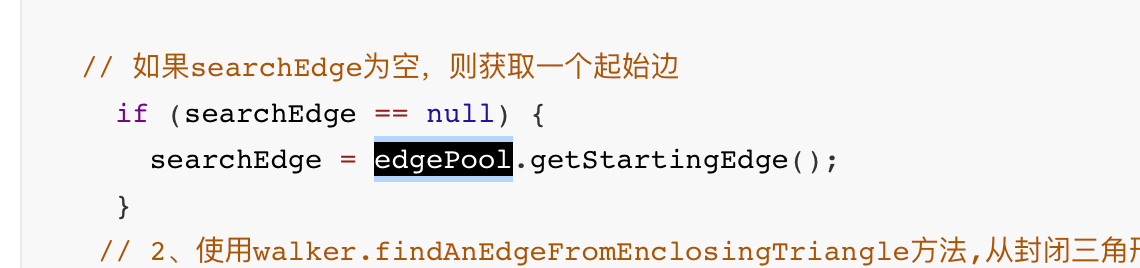 // 如果searchEdge为空，则获取一个起始边
if (searchEdge == null) {
searchEdge = edgePool.getStartingEdge();
}
// 2、使用walker.findAnEdgeFromEnclosingTriangle方法,从封闭三角形